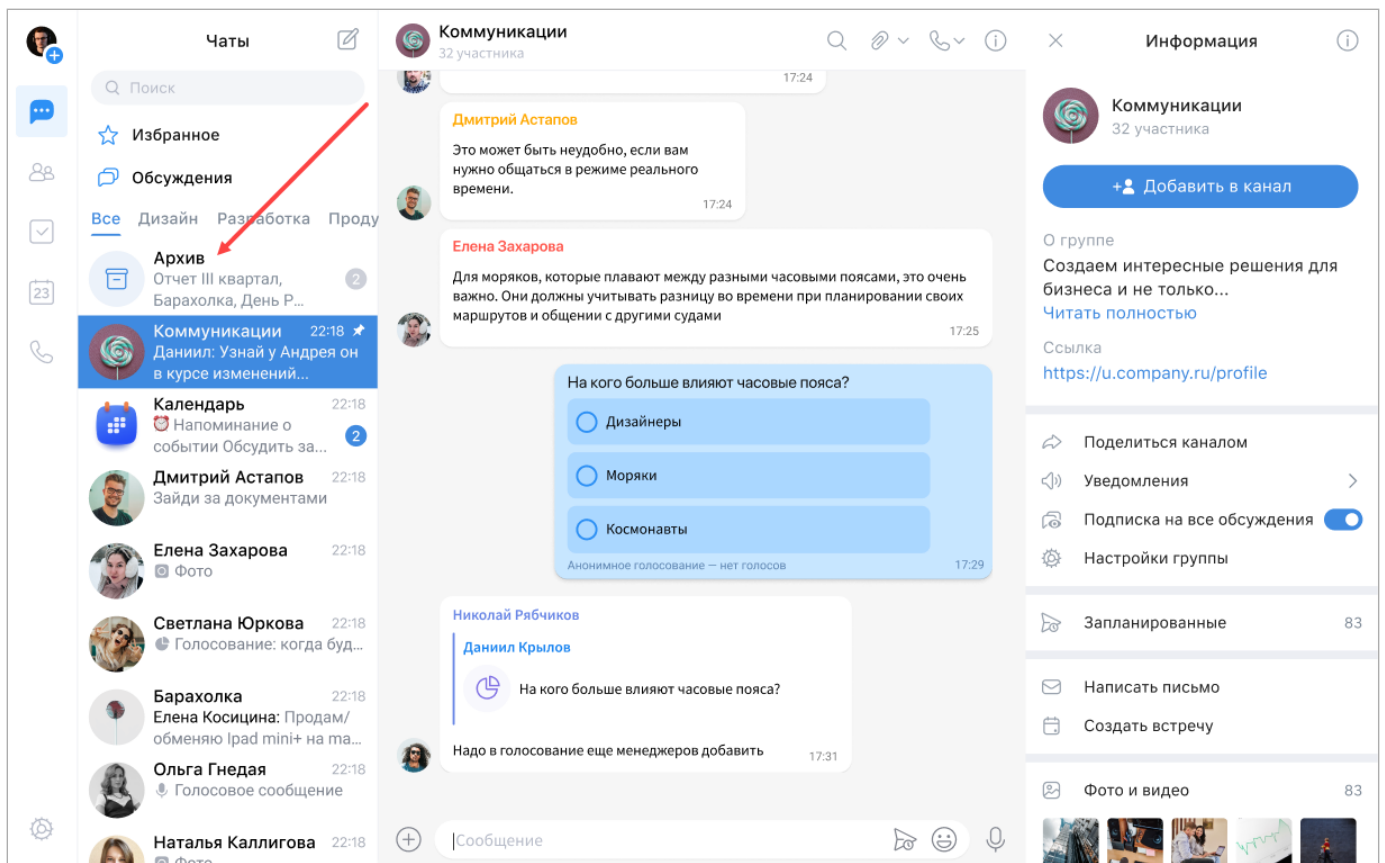 Чаты
Поиск
Избранное
Обсуждения
Все Дизайн Разработка Проду
Архив
Отчет III квартал,
Барахолка, День Р...
2
Коммуникации 22:18
Даниил: Узнай у Андрея он
в курсе изменений...
Календарь 22:18
Напоминание о
событии Обсудить за...
2
Дмитрий Астапов 22:18
Зайди за документами
Елена Захарова 22:18
Фото
Светлана Юркова 22:18
Голосование: когда буд...
Барахолка 22:18
Елена Косицина: Продам/
обменяю Ipad mini+ на ma...
Ольга Гнедая 22:18
Голосовое сообщение
Наталья Каллигова 22:18
Фото
23
Коммуникации
32 участника
17:24
Дмитрий Астапов
Это может быть неудобно, если вам
нужно общаться в режиме реального
времени.
17:24
Елена Захарова
Для моряков, которые плавают между разными часовыми поясами, это очень
важно. Они должны учитывать разницу во времени при планировании своих
маршрутов и общении с другими судами
17:25
На кого больше влияют часовые пояса?
Дизайнеры
Моряки
Космонавты
Анонимное голосование — нет голосов 17:29
Николай Рябчиков
Даниил Крылов
На кого больше влияют часовые пояса?
Надо в голосование еще менеджеров добавить
17:31
Сообщение
Информация
Коммуникации
32 участника
Добавить в канал
О группе
Создаем интересные решения для
бизнеса и не только...
Читать полностью
Ссылка
https://u.company.ru/profile
Поделиться каналом
Уведомления
Подписка на все обсуждения
Настройки группы
Запланированные 83
Написать письмо
Создать встречу
Фото и видео 83